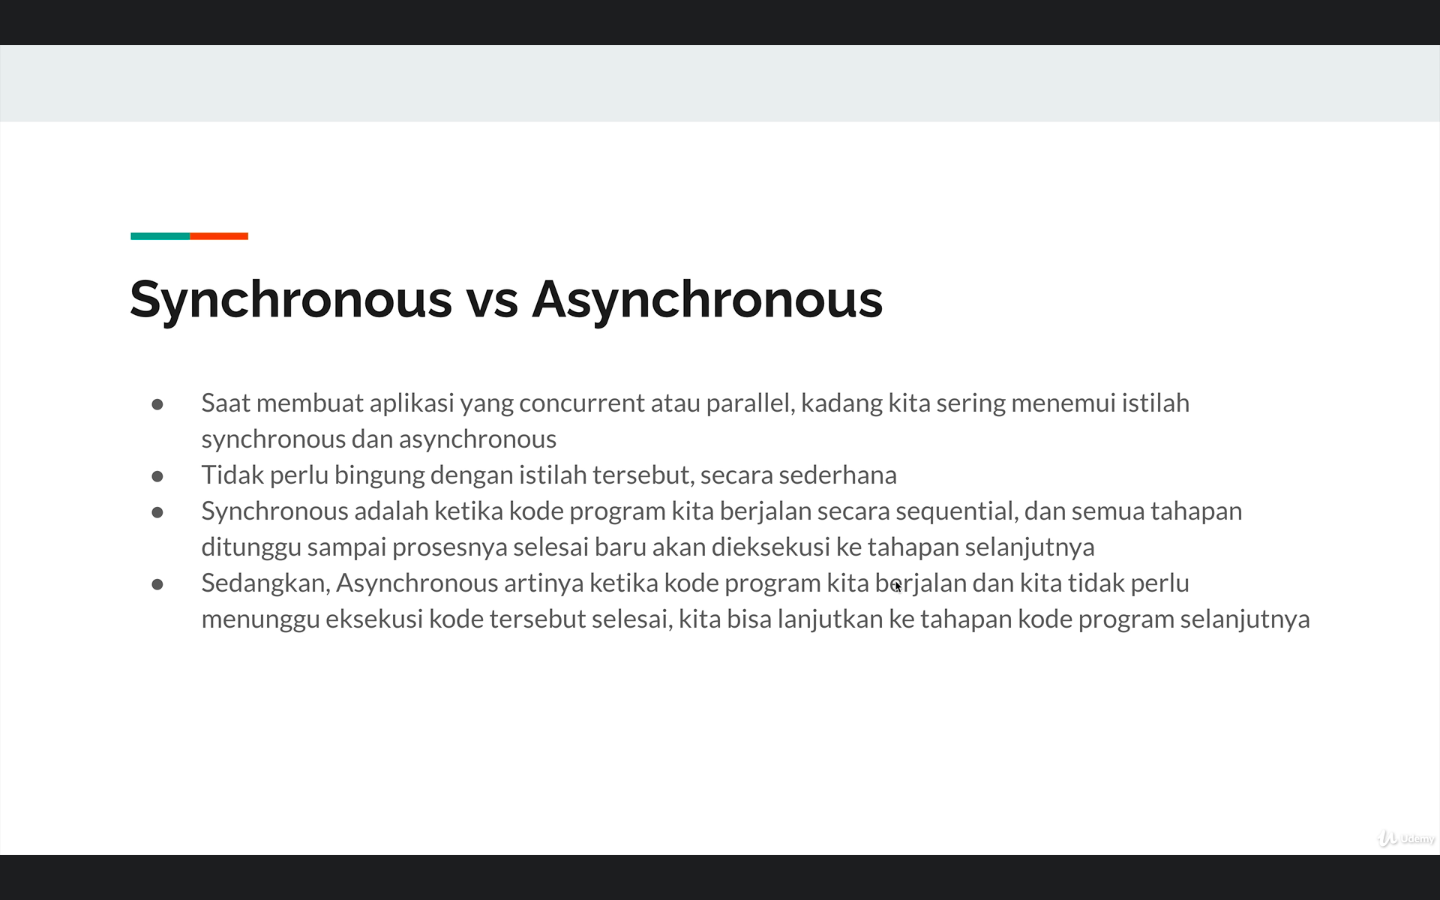 Synchronous vs Asynchronous
● Saat membuat aplikasi yang concurrent atau parallel, kadang kita sering menemui istilah
synchronous dan asynchronous
● Tidak perlu bingung dengan istilah tersebut, secara sederhana
● Synchronous adalah ketika kode program kita berjalan secara sequential, dan semua tahapan
ditunggu sampai prosesnya selesai baru akan dieksekusi ke tahapan selanjutnya
● Sedangkan, Asynchronous artinya ketika kode program kita berjalan dan kita tidak perlu
menunggu eksekusi kode tersebut selesai, kita bisa lanjutkan ke tahapan kode program selanjutnya
Udemy